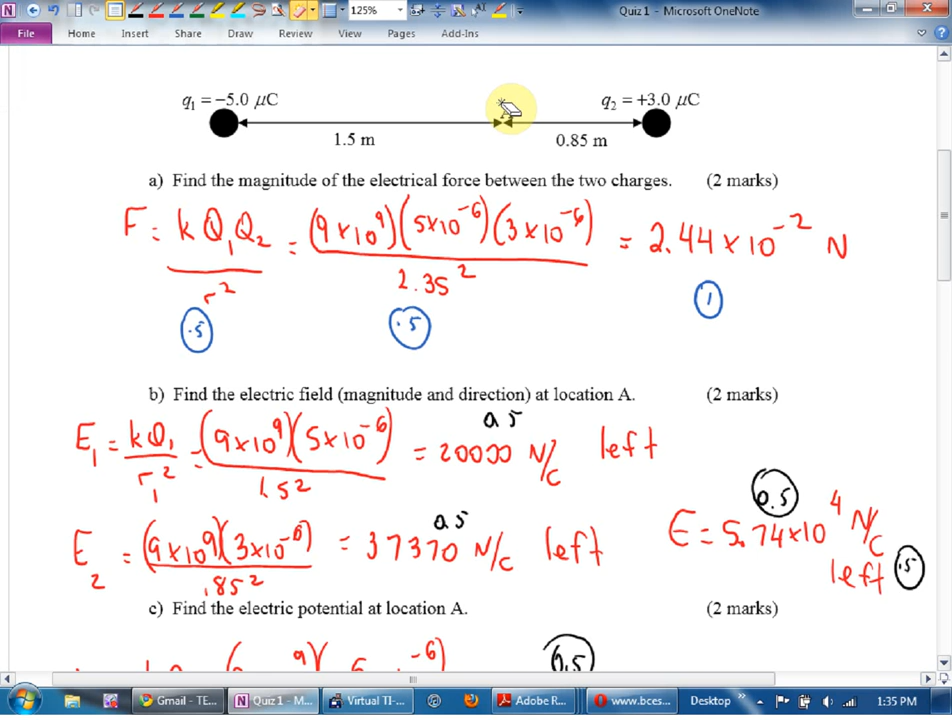 Quiz 1 - Microsoft OneNote
125%
File Home Insert Share Draw Review View Pages Add-Ins
q1 = −5.0 μC
q2 = +3.0 μC
1.5 m
0.85 m
a) Find the magnitude of the electrical force between the two charges. (2 marks)
F = kQ1Q2/r² = (9×10⁹)(5×10⁻⁶)(3×10⁻⁶)/2.35² = 2.44×10⁻² N
.5 .5 1
b) Find the electric field (magnitude and direction) at location A. (2 marks)
0.5
E1 = kQ1/r1² = (9×10⁹)(5×10⁻⁶)/1.5² = 20000 N/C left
0.5
E2 = (9×10⁹)(3×10⁻⁶)/.85² = 37370 N/C left
0.5
E = 5.74×10⁴ N/C
left .5
c) Find the electric potential at location A. (2 marks)
0.5
Gmail - TE... Quiz 1 - Micr... Virtual TI-... Adobe R... www.bces... Desktop 1:35 PM